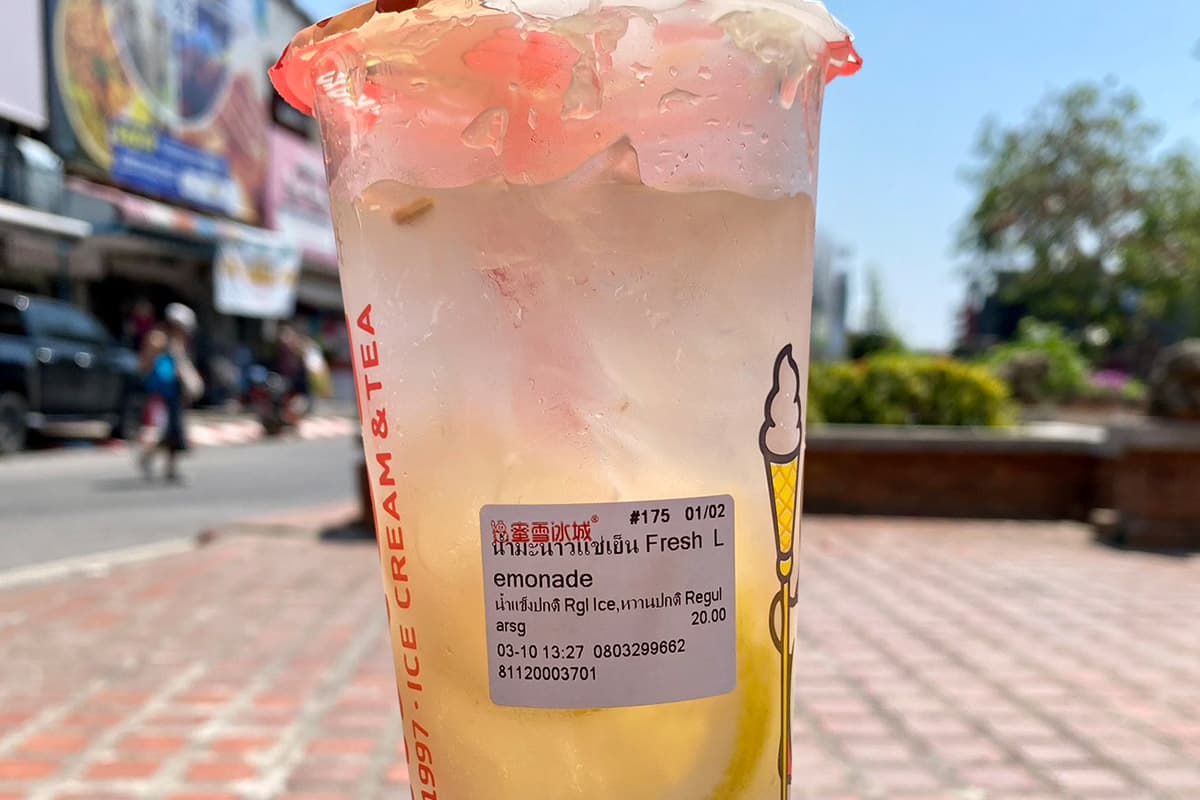 1997 · ICE CREAM & TEA
蜜雪冰城® #175 01/02
น้ำมะนาวแช่เย็น Fresh L
emonade
น้ำแข็งปกติ Rgl Ice,หวานปกติ Regul
arsg 20.00
03-10 13:27 0803299662
81120003701